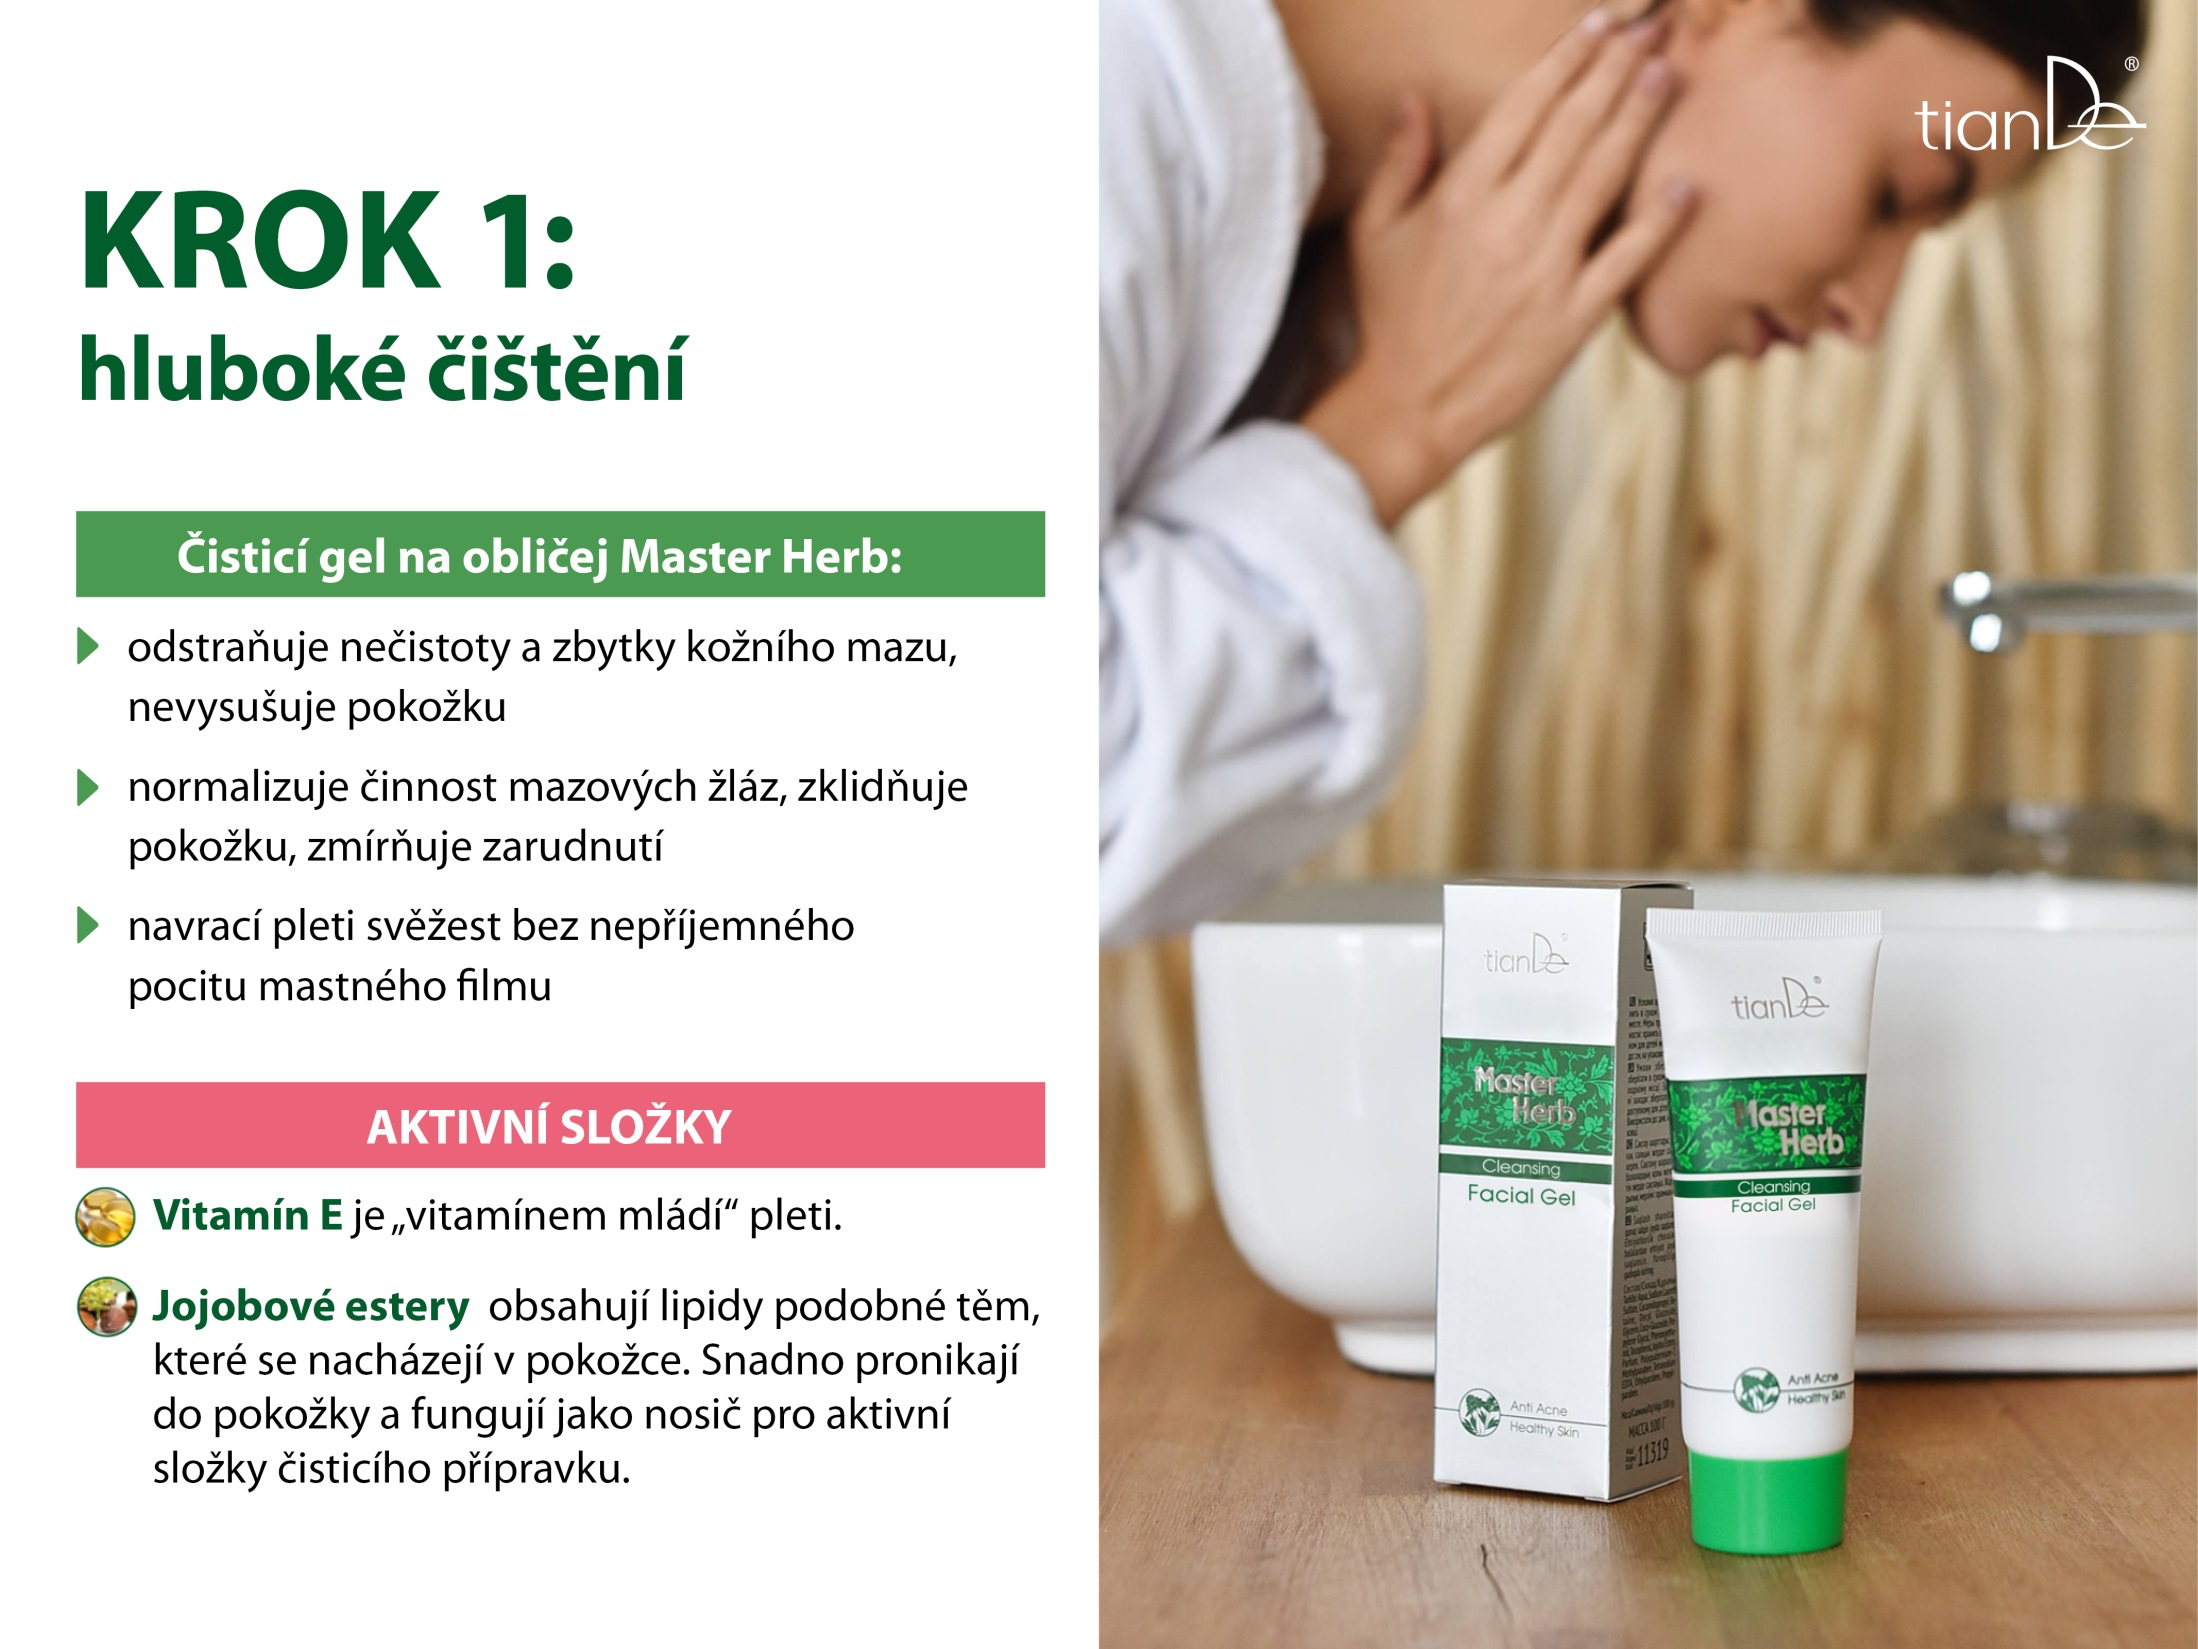 tianDe®
KROK 1:
hluboké čištění
Čisticí gel na obličej Master Herb:
odstraňuje nečistoty a zbytky kožního mazu,
nevysušuje pokožku
normalizuje činnost mazových žláz, zklidňuje
pokožku, zmírňuje zarudnutí
navrací pleti svěžest bez nepříjemného
pocitu mastného filmu
AKTIVNÍ SLOŽKY
Vitamín E je „vitamínem mládí“ pleti.
Jojobové estery obsahují lipidy podobné těm,
které se nacházejí v pokožce. Snadno pronikají
do pokožky a fungují jako nosič pro aktivní
složky čisticího přípravku.
tianDe®
Master
Herb
Cleansing
Facial Gel
Anti Acne
Healthy Skin
МАССА 100 Г
11319
tianDe®
Master
Herb
Cleansing
Facial Gel
Anti Acne
Healthy Skin